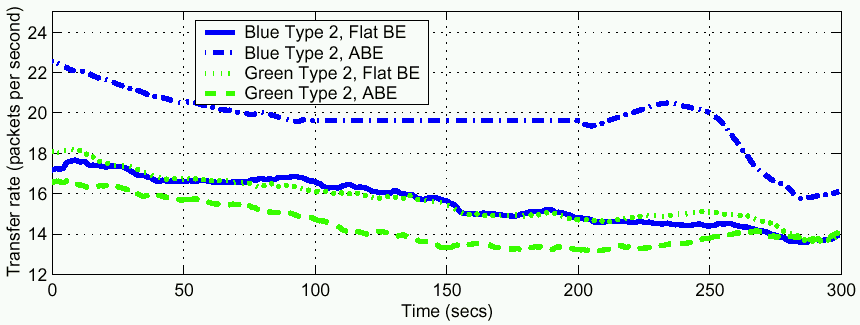 Transfer rate (packets per second)
24
22
20
18
16
14
12
Blue Type 2, Flat BE
Blue Type 2, ABE
Green Type 2, Flat BE
Green Type 2, ABE
0 50 100 150 200 250 300
Time (secs)